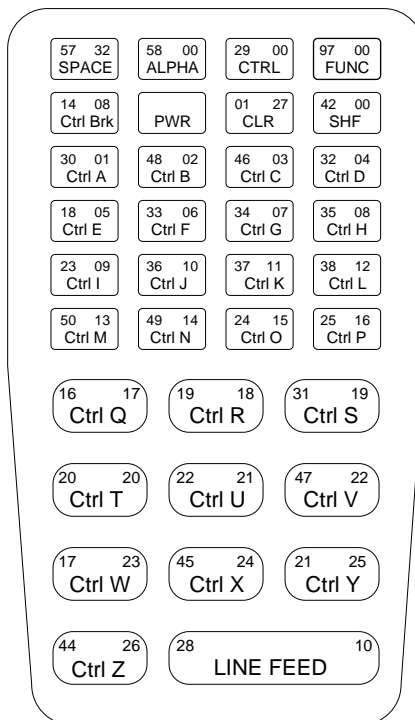 57 32 58 00 29 00 97 00
SPACE ALPHA CTRL FUNC
14 08 01 27 42 00
Ctrl Brk PWR CLR SHF
30 01 48 02 46 03 32 04
Ctrl A Ctrl B Ctrl C Ctrl D
18 05 33 06 34 07 35 08
Ctrl E Ctrl F Ctrl G Ctrl H
23 09 36 10 37 11 38 12
Ctrl I Ctrl J Ctrl K Ctrl L
50 13 49 14 24 15 25 16
Ctrl M Ctrl N Ctrl O Ctrl P
16 17 19 18 31 19
Ctrl Q Ctrl R Ctrl S
20 20 22 21 47 22
Ctrl T Ctrl U Ctrl V
17 23 45 24 21 25
Ctrl W Ctrl X Ctrl Y
44 26 28 10
Ctrl Z LINE FEED